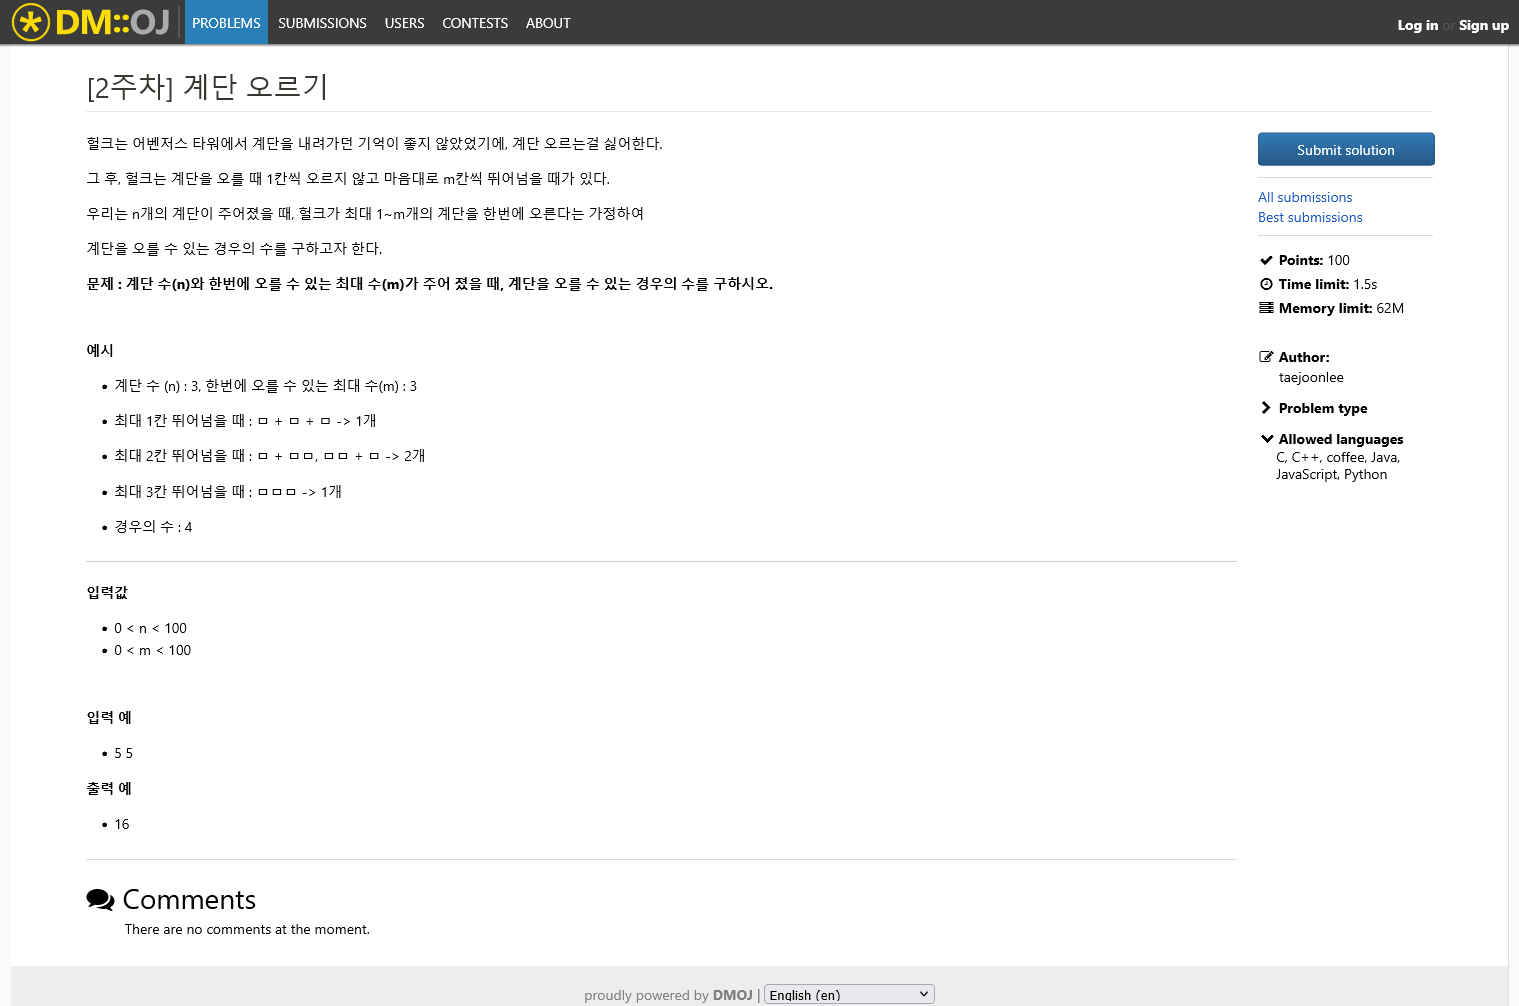 DM::OJ PROBLEMS SUBMISSIONS USERS CONTESTS ABOUT Log in or Sign up
[2주차] 계단 오르기
헐크는 어벤저스 타워에서 계단을 내려가던 기억이 좋지 않았었기에, 계단 오르는걸 싫어한다.
그 후, 헐크는 계단을 오를 때 1칸씩 오르지 않고 마음대로 m칸씩 뛰어넘을 때가 있다.
우리는 n개의 계단이 주어졌을 때, 헐크가 최대 1~m개의 계단을 한번에 오른다는 가정하여
계단을 오를 수 있는 경우의 수를 구하고자 한다.
문제 : 계단 수(n)와 한번에 오를 수 있는 최대 수(m)가 주어 졌을 때, 계단을 오를 수 있는 경우의 수를 구하시오.
예시
• 계단 수 (n) : 3, 한번에 오를 수 있는 최대 수(m) : 3
• 최대 1칸 뛰어넘을 때 : ㅁ + ㅁ + ㅁ -> 1개
• 최대 2칸 뛰어넘을 때 : ㅁ + ㅁㅁ, ㅁㅁ + ㅁ -> 2개
• 최대 3칸 뛰어넘을 때 : ㅁㅁㅁ -> 1개
• 경우의 수 : 4
입력값
• 0 < n < 100
• 0 < m < 100
입력 예
• 5 5
출력 예
• 16
Submit solution
All submissions
Best submissions
Points: 100
Time limit: 1.5s
Memory limit: 62M
Author:
taejoonlee
Problem type
Allowed languages
C, C++, coffee, Java,
JavaScript, Python
Comments
There are no comments at the moment.
proudly powered by DMOJ | English (en)